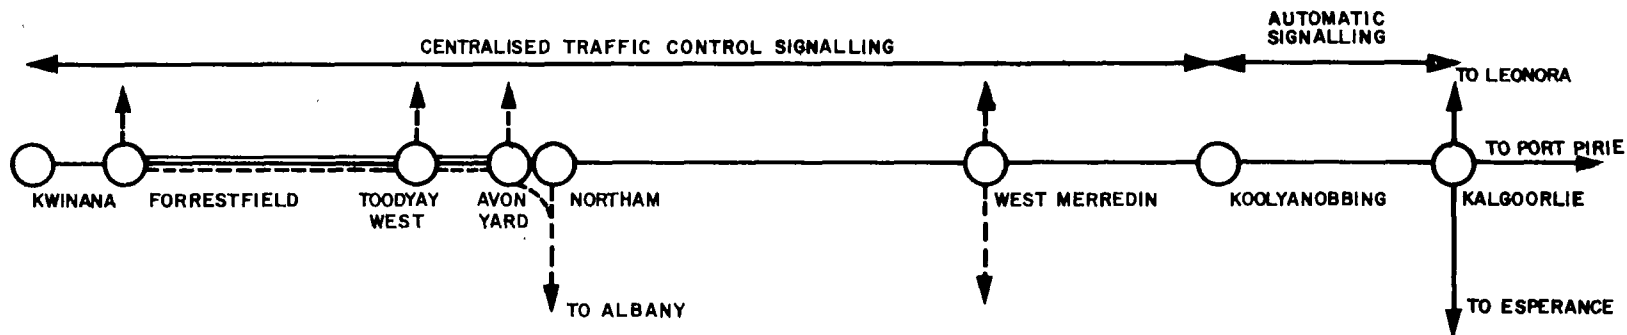 AUTOMATIC
SIGNALLING
CENTRALISED TRAFFIC CONTROL SIGNALLING
TO LEONORA
TO PORT PIRIE
KWINANA
FORRESTFIELD
TOODYAY
WEST
AVON
YARD
NORTHAM
WEST MERREDIN
KOOLYANOBBING
KALGOORLIE
TO ALBANY
TO ESPERANCE